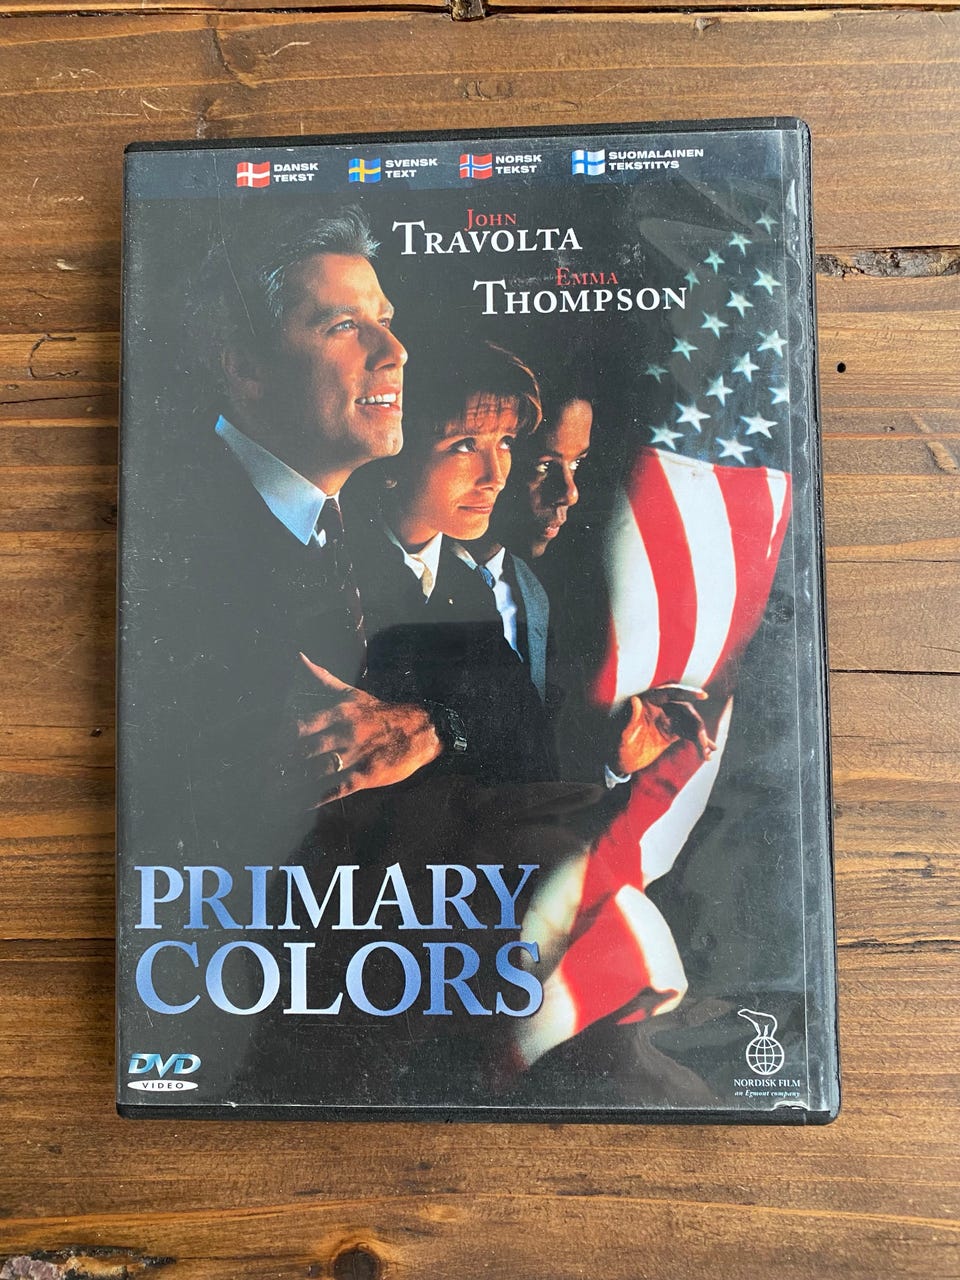 DANSK
TEKST
SVENSK
TEXT
NORSK
TEKST
SUOMALAINEN
TEKSTITYS
JOHN
TRAVOLTA
EMMA
THOMPSON
PRIMARY
COLORS
DVD
VIDEO
NORDISK FILM
an Egmont company